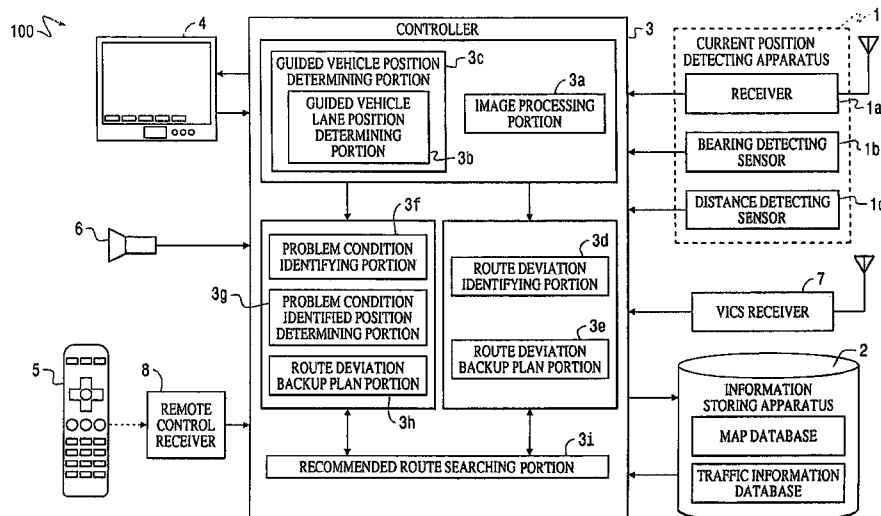 100
4
CONTROLLER
3
GUIDED VEHICLE POSITION
DETERMINING PORTION
3c
GUIDED VEHICLE
LANE POSITION
DETERMINING
PORTION
3b
3a
IMAGE PROCESSING
PORTION
1
CURRENT POSITION
DETECTING APPARATUS
RECEIVER
1a
BEARING DETECTING
SENSOR
1b
DISTANCE DETECTING
SENSOR
1c
6
3f
PROBLEM CONDITION
IDENTIFYING PORTION
3g
PROBLEM CONDITION
IDENTIFIED POSITION
DETERMINING PORTION
ROUTE DEVIATION
BACKUP PLAN PORTION
3h
3d
ROUTE DEVIATION
IDENTIFYING PORTION
3e
ROUTE DEVIATION
BACKUP PLAN PORTION
7
VICS RECEIVER
5
8
REMOTE
CONTROL
RECEIVER
3i
RECOMMENDED ROUTE SEARCHING PORTION
2
INFORMATION
STORING APPARATUS
MAP DATABASE
TRAFFIC INFORMATION
DATABASE